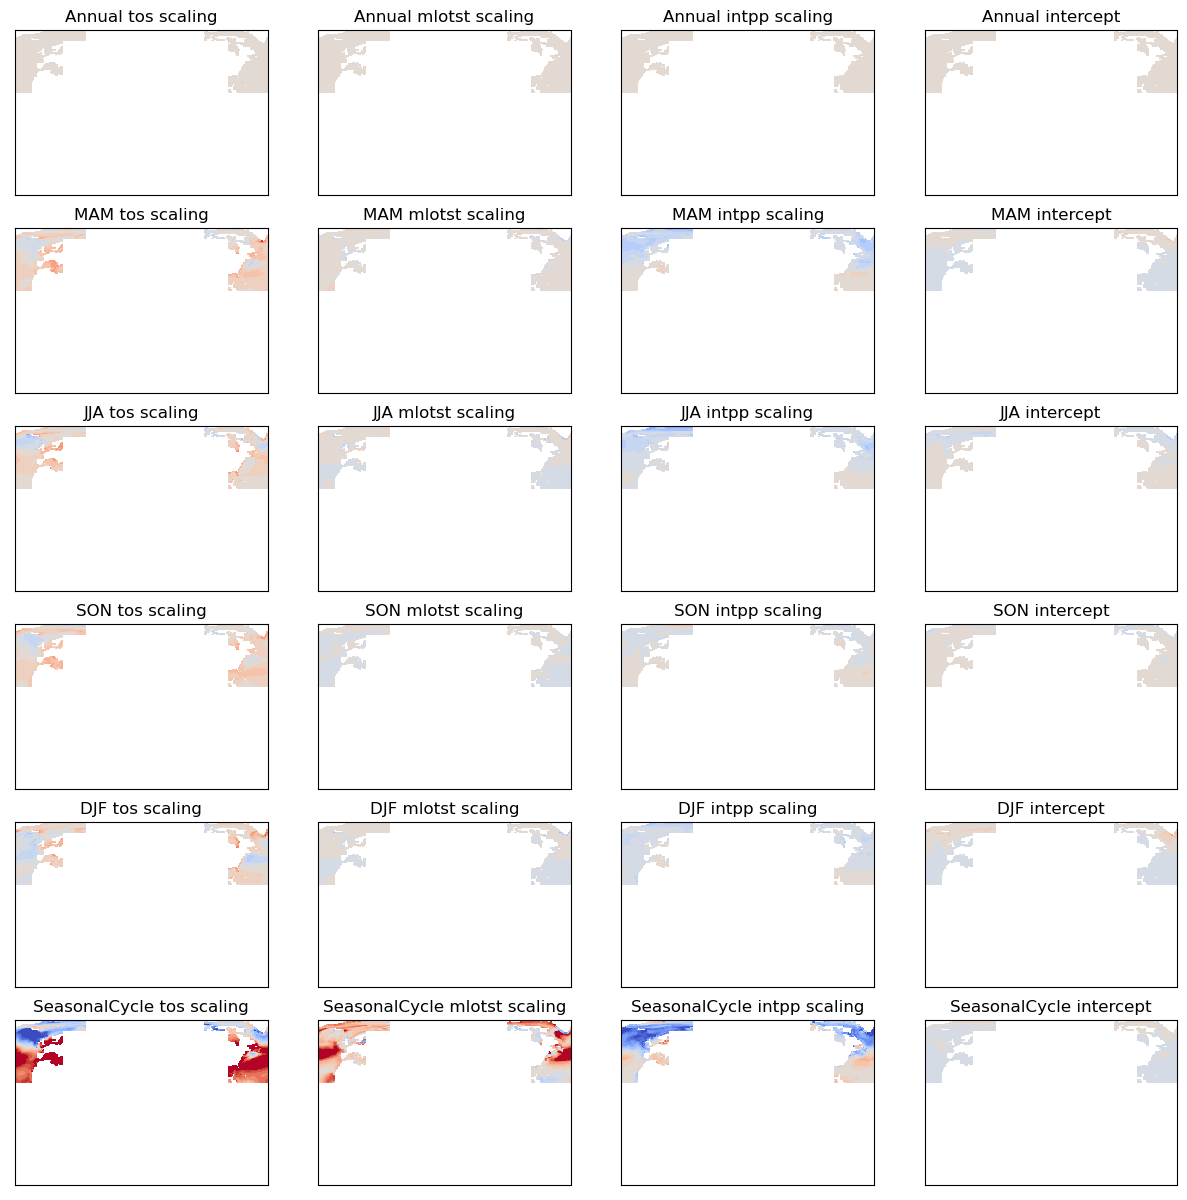 Annual tos scaling
Annual mlotst scaling
Annual intpp scaling
Annual intercept
MAM tos scaling
MAM mlotst scaling
MAM intpp scaling
MAM intercept
JJA tos scaling
JJA mlotst scaling
JJA intpp scaling
JJA intercept
SON tos scaling
SON mlotst scaling
SON intpp scaling
SON intercept
DJF tos scaling
DJF mlotst scaling
DJF intpp scaling
DJF intercept
SeasonalCycle tos scaling
SeasonalCycle mlotst scaling
SeasonalCycle intpp scaling
SeasonalCycle intercept